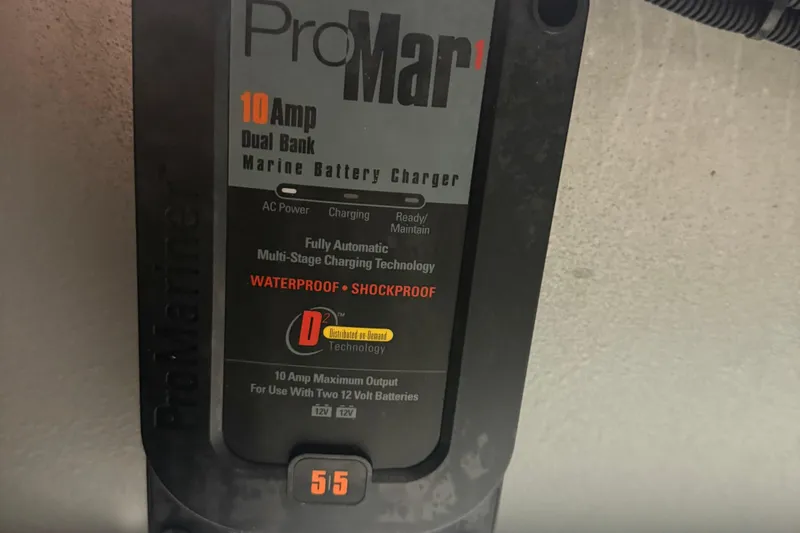 ProMar1
10 Amp
Dual Bank
Marine Battery Charger
AC Power
Charging
Ready/
Maintain
Fully Automatic
Multi-Stage Charging Technology
WATERPROOF • SHOCKPROOF
D2™
Distributed-on-Demand
Technology
10 Amp Maximum Output
For Use With Two 12 Volt Batteries
12V 12V
5|5
ProMariner